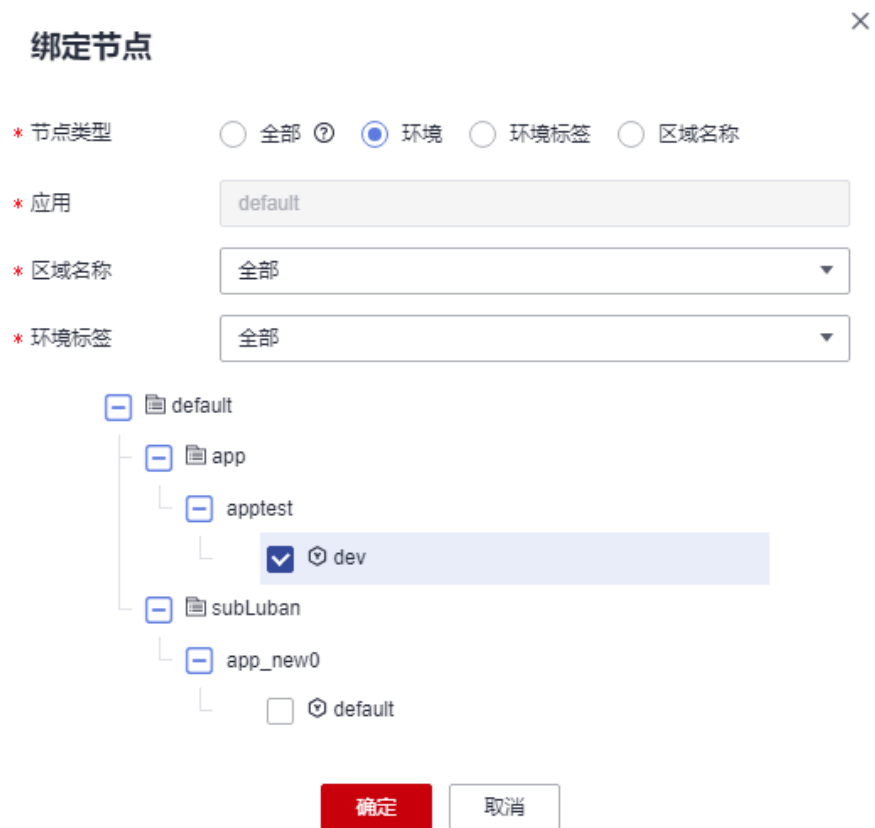 绑定节点
* 节点类型 全部 环境 环境标签 区域名称
* 应用 default
* 区域名称 全部
* 环境标签 全部
default
app
apptest
dev
subLuban
app_new0
default
确定 取消